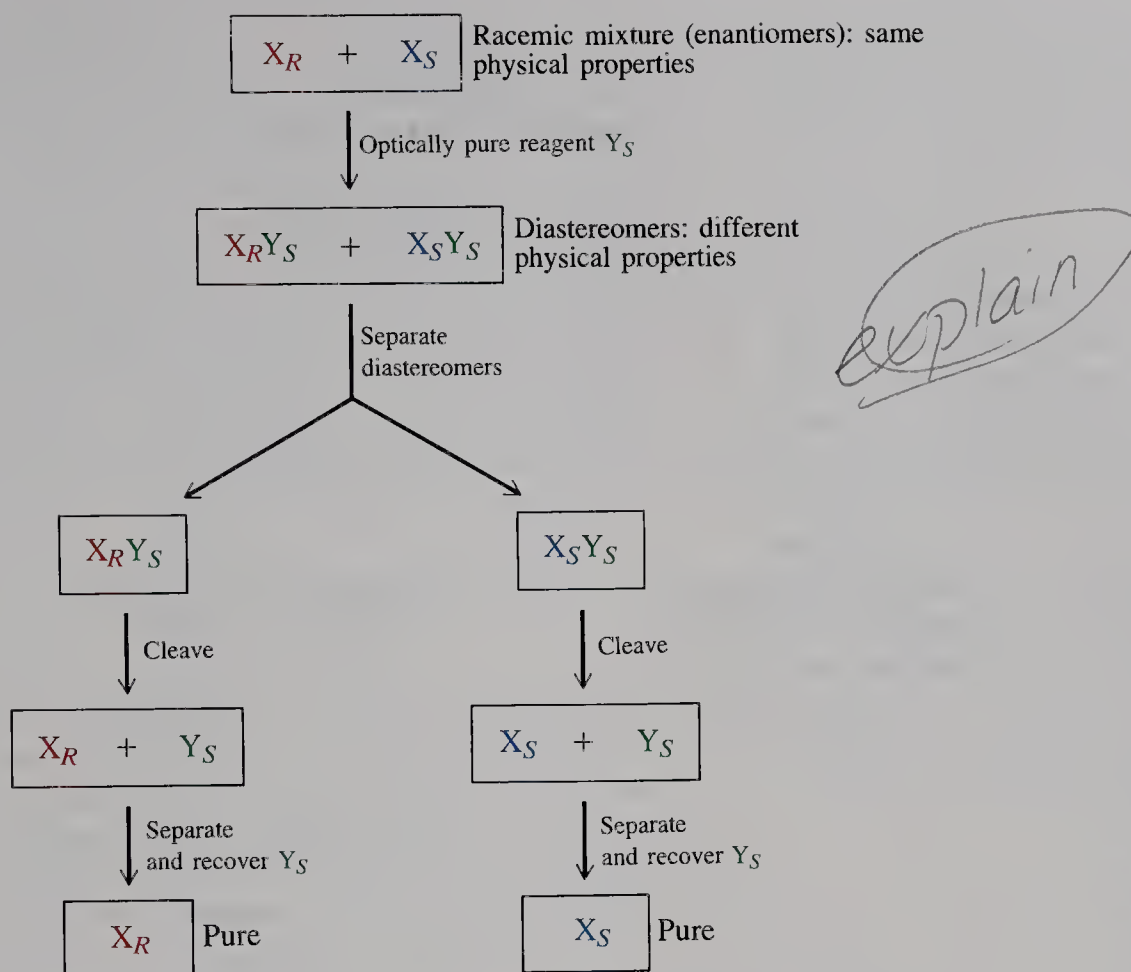 X_R + X_S
Racemic mixture (enantiomers): same
physical properties
Optically pure reagent Y_S
X_RY_S + X_SY_S
Diastereomers: different
physical properties
explain
Separate
diastereomers
X_RY_S
X_SY_S
Cleave
Cleave
X_R + Y_S
X_S + Y_S
Separate
and recover Y_S
Separate
and recover Y_S
X_R Pure
X_S Pure